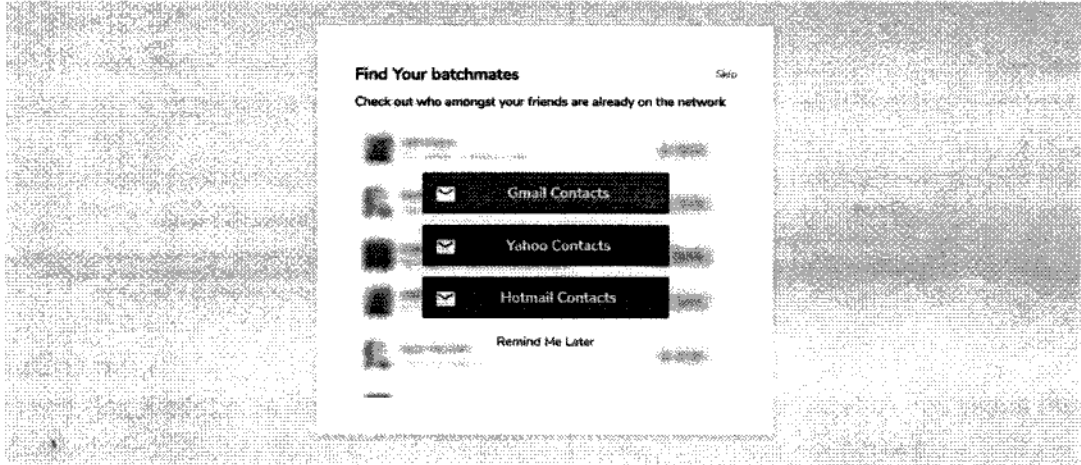 Find Your batchmates
Skip
Check out who amongst your friends are already on the network
Gmail Contacts
Yahoo Contacts
Hotmail Contacts
Remind Me Later